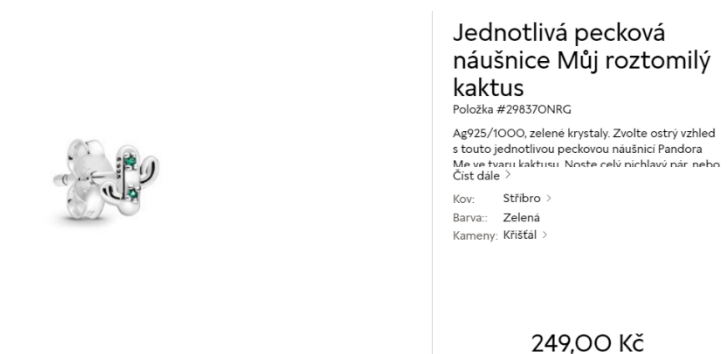 Jednotlivá pecková
náušnice Můj roztomilý
kaktus
Položka #298370NRG
Ag925/1000, zelené krystaly. Zvolte ostrý vzhled
s touto jednotlivou peckovou náušnicí Pandora
Me ve tvaru kaktusu. Noste celý pichlavý pár, nebo
Číst dále >
Kov: Stříbro >
Barva:: Zelená
Kameny: Křišťál >
249,00 Kč